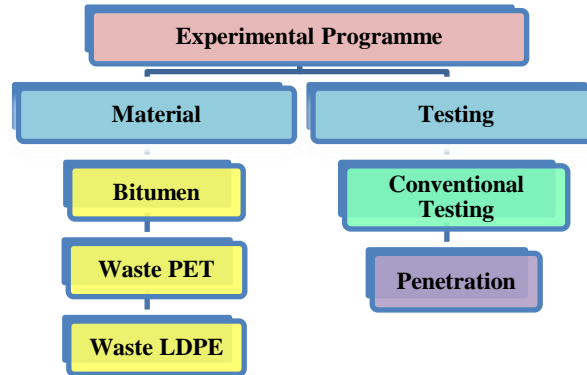 Experimental Programme
Material
Testing
Bitumen
Conventional
Testing
Waste PET
Penetration
Waste LDPE